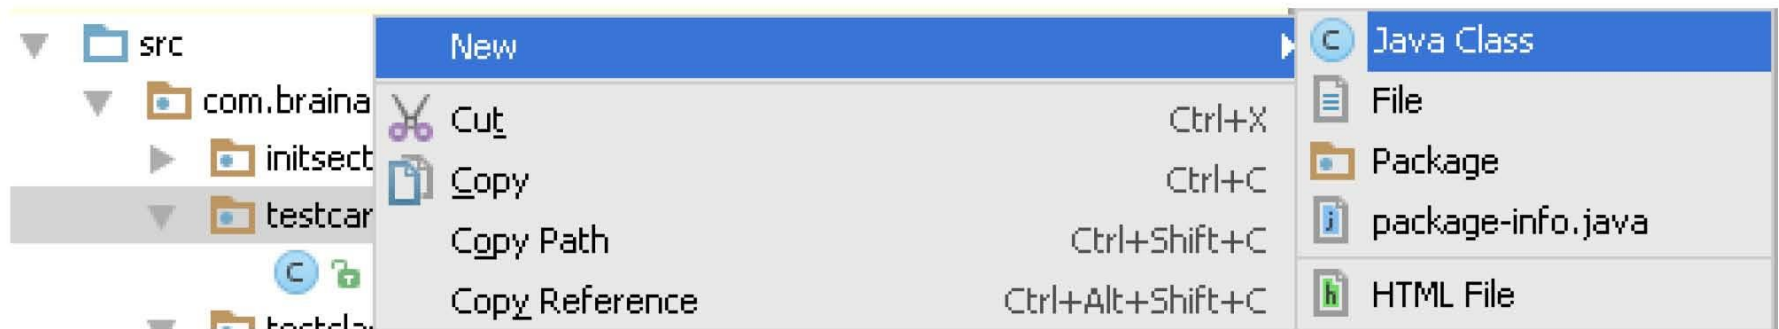 src
com.braina
initsect
testcar
New
Cut Ctrl+X
Copy Ctrl+C
Copy Path Ctrl+Shift+C
Copy Reference Ctrl+Alt+Shift+C
Java Class
File
Package
package-info.java
HTML File